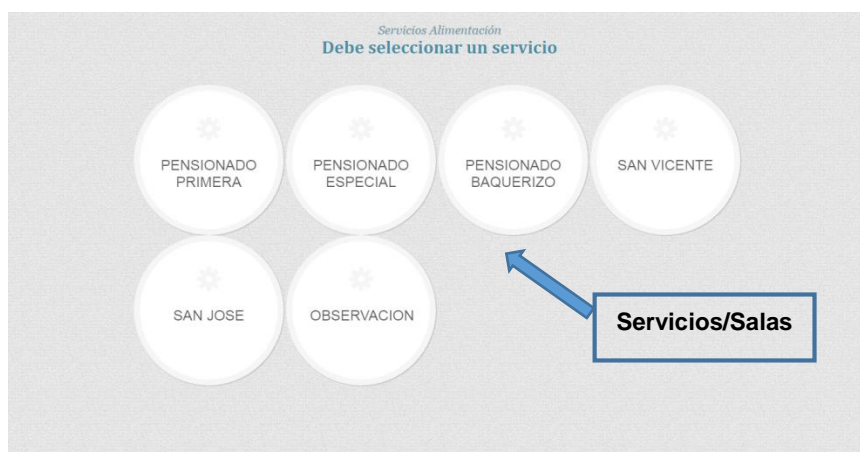 Servicios Alimentación
Debe seleccionar un servicio
PENSIONADO
PRIMERA
PENSIONADO
ESPECIAL
PENSIONADO
BAQUERIZO
SAN VICENTE
SAN JOSE
OBSERVACION
Servicios/Salas